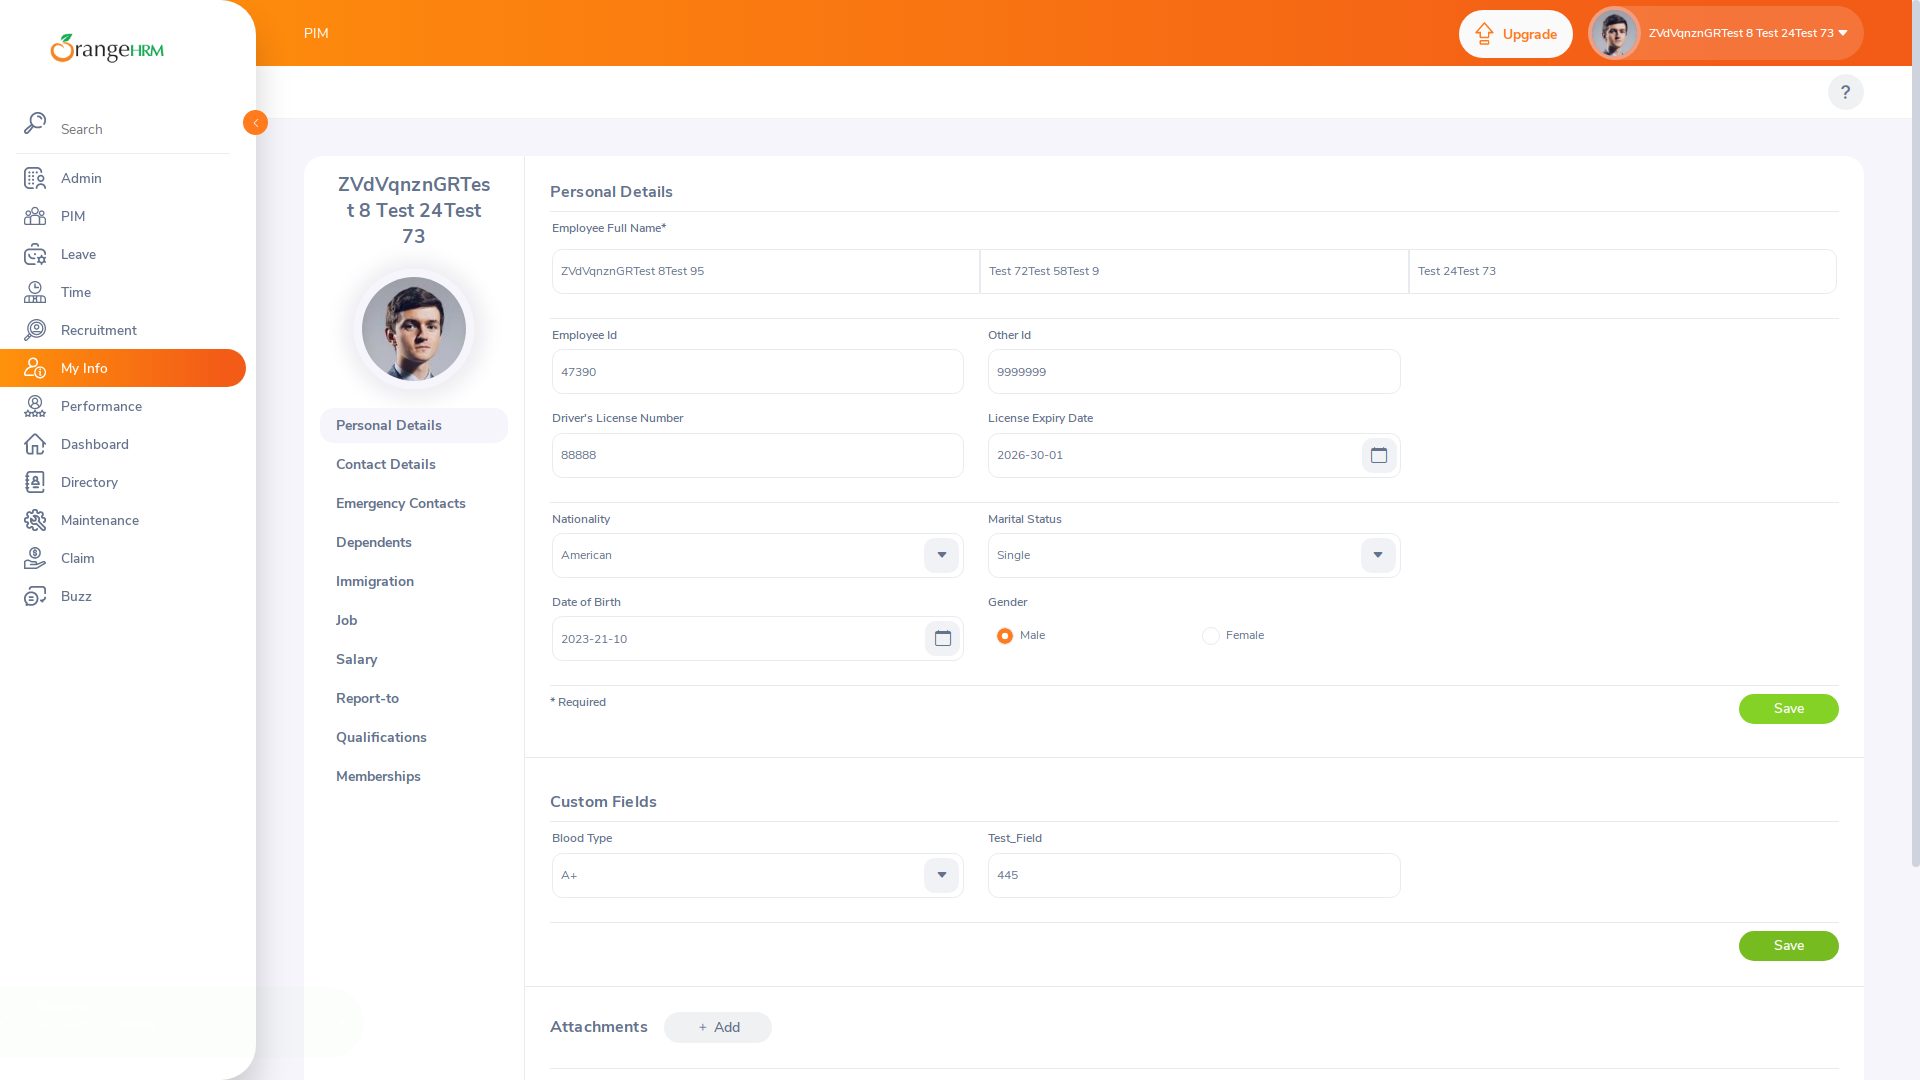 OrangeHRM
PIM
Upgrade
ZVdVqnznGRTest 8 Test 24Test 73
?
Search
Admin
PIM
Leave
Time
Recruitment
My Info
Performance
Dashboard
Directory
Maintenance
Claim
Buzz
ZVdVqnznGRTes
t 8 Test 24Test
73
Personal Details
Contact Details
Emergency Contacts
Dependents
Immigration
Job
Salary
Report-to
Qualifications
Memberships
Personal Details
Employee Full Name*
ZVdVqnznGRTest 8Test 95 Test 72Test 58Test 9 Test 24Test 73
Employee Id Other Id
47390 9999999
Driver's License Number License Expiry Date
88888 2026-30-01
Nationality Marital Status
American Single
Date of Birth Gender
2023-21-10 Male Female
* Required Save
Custom Fields
Blood Type Test_Field
A+ 445
Save
Attachments + Add